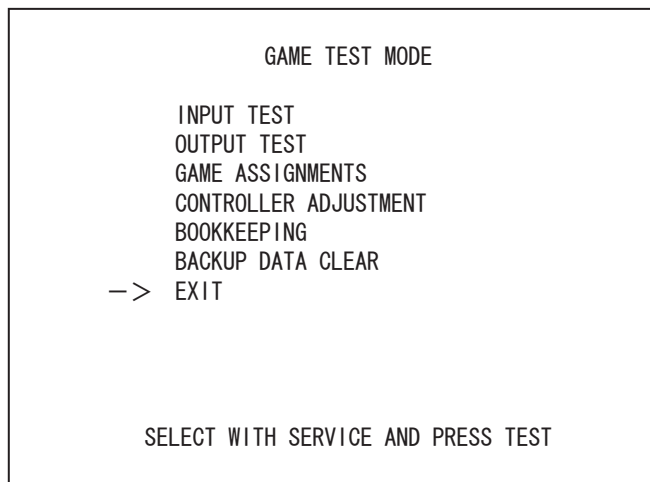 GAME TEST MODE
INPUT TEST
OUTPUT TEST
GAME ASSIGNMENTS
CONTROLLER ADJUSTMENT
BOOKKEEPING
BACKUP DATA CLEAR
—> EXIT
SELECT WITH SERVICE AND PRESS TEST